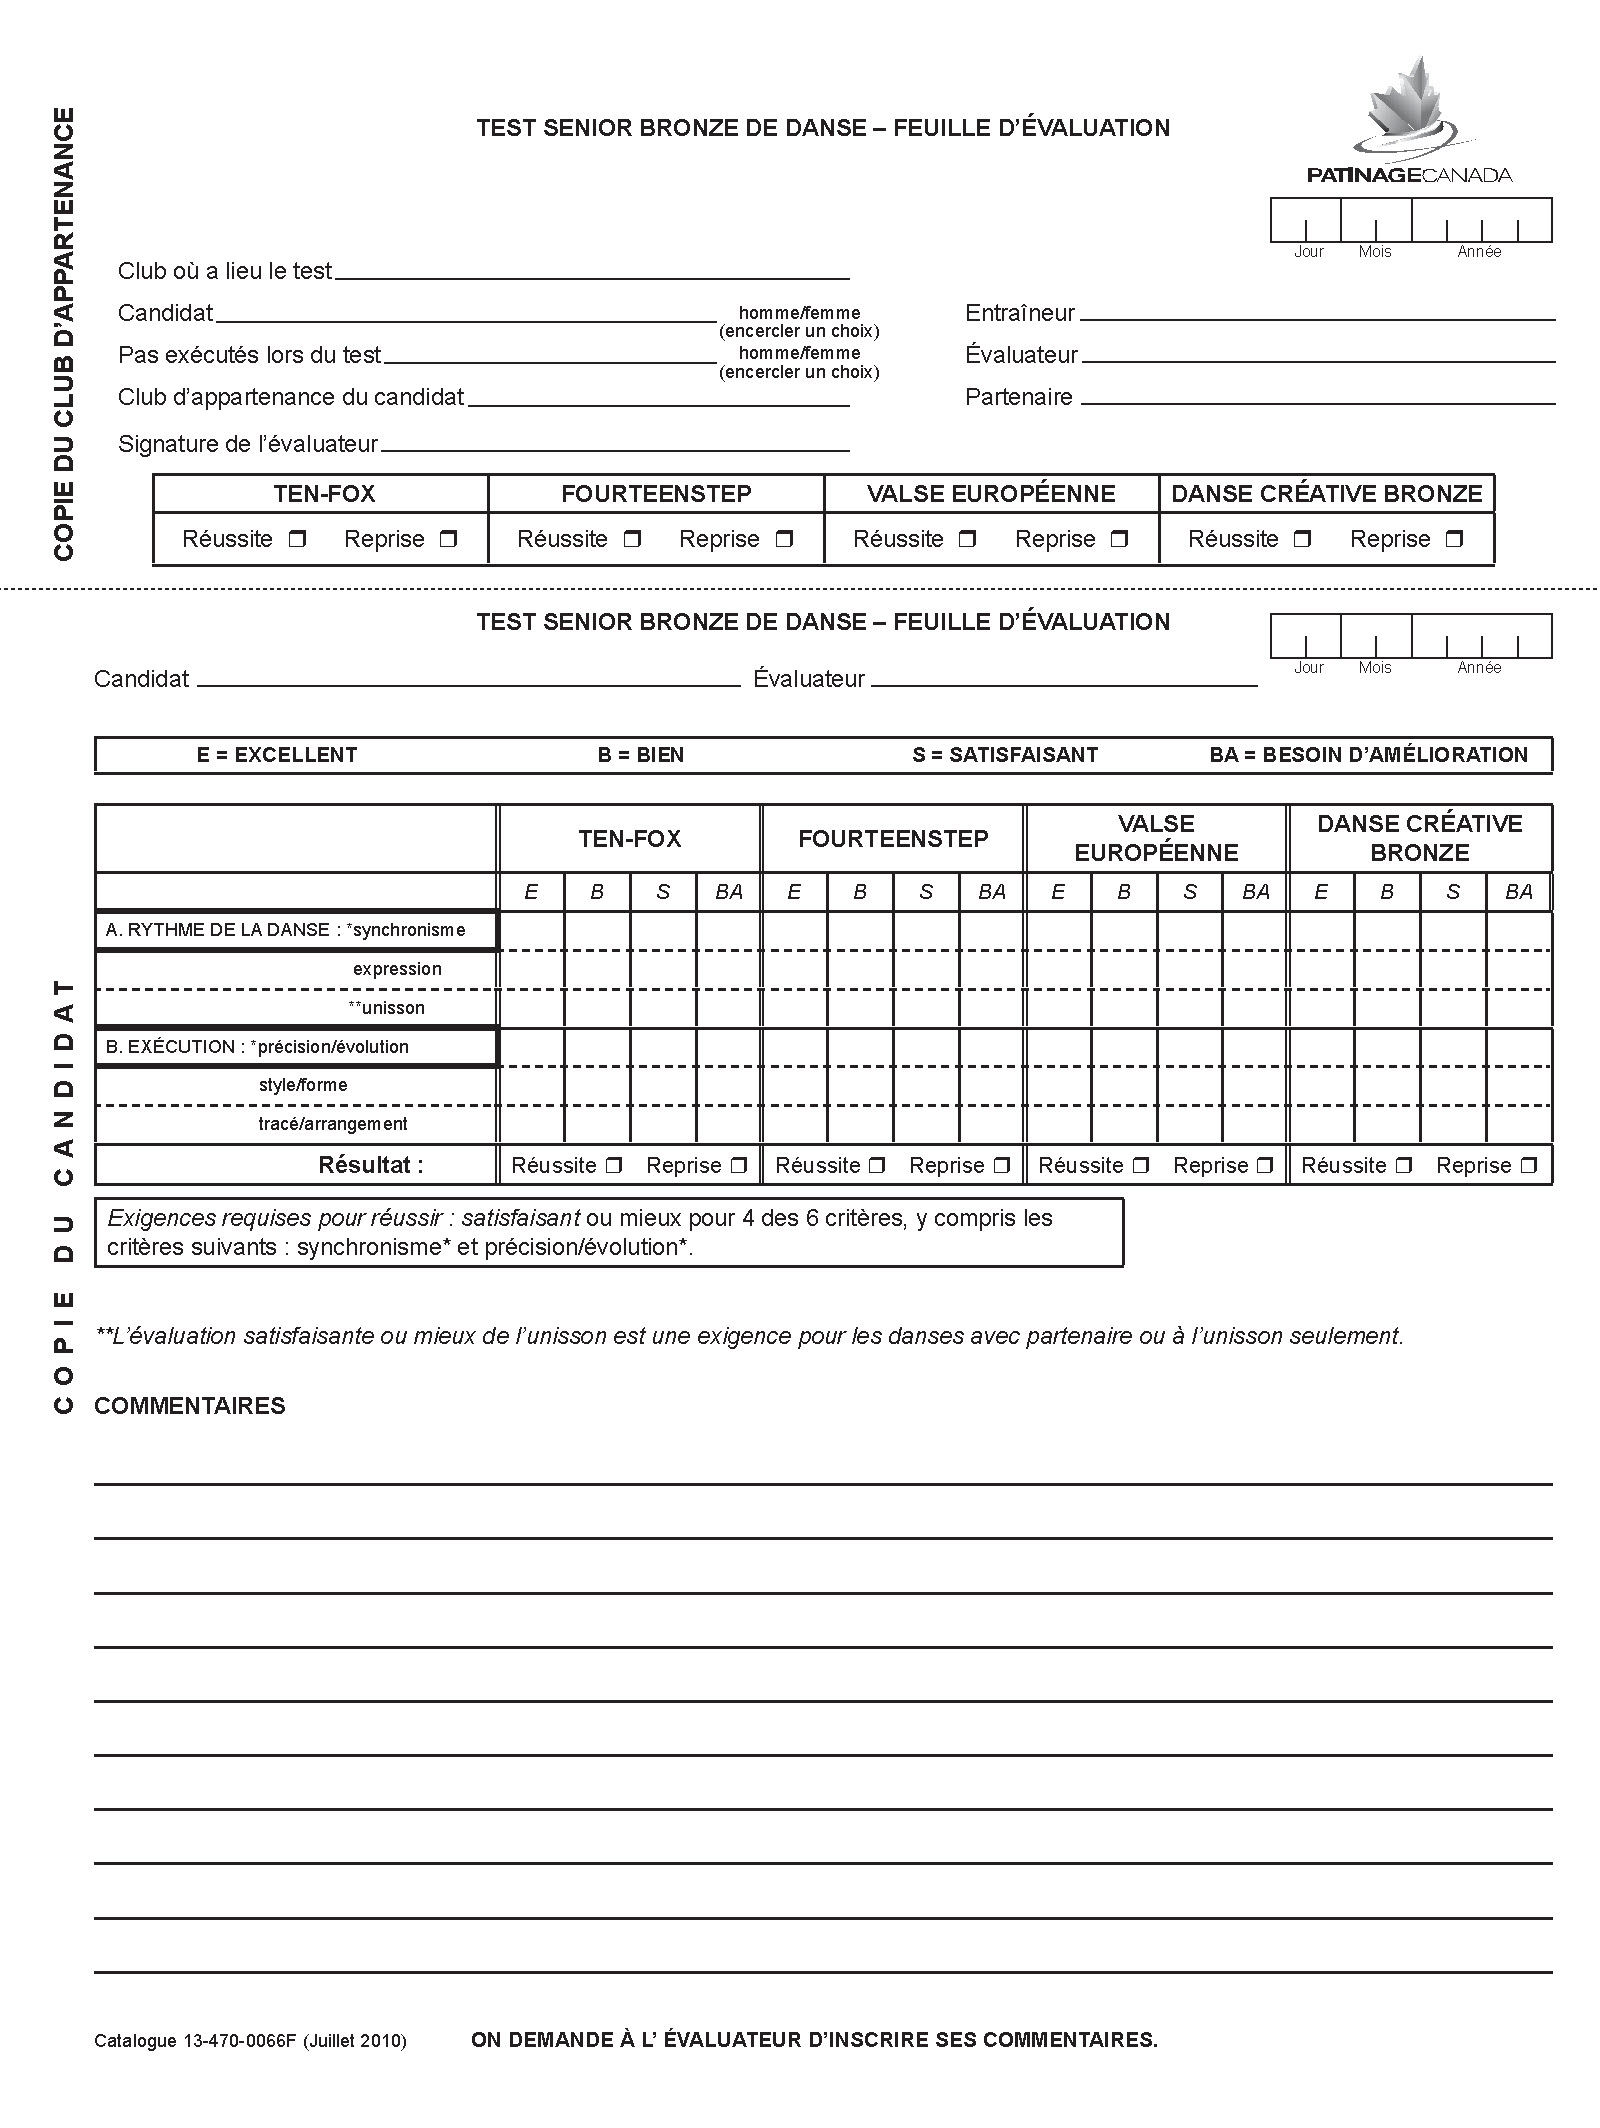 COPIE DU CLUB D'APPARTENANCE
TEST SENIOR BRONZE DE DANSE – FEUILLE D'ÉVALUATION
PATINAGECANADA
Jour Mois Année
Club où a lieu le test
Candidat homme/femme (encercler un choix) Entraîneur
Pas exécutés lors du test homme/femme (encercler un choix) Évaluateur
Club d'appartenance du candidat Partenaire
Signature de l'évaluateur
TEN-FOX FOURTEENSTEP VALSE EUROPÉENNE DANSE CRÉATIVE BRONZE
Réussite ❒ Reprise ❒ Réussite ❒ Reprise ❒ Réussite ❒ Reprise ❒ Réussite ❒ Reprise ❒
COPIE DU CANDIDAT
TEST SENIOR BRONZE DE DANSE – FEUILLE D'ÉVALUATION
Jour Mois Année
Candidat Évaluateur
E = EXCELLENT B = BIEN S = SATISFAISANT BA = BESOIN D'AMÉLIORATION
TEN-FOX FOURTEENSTEP VALSE EUROPÉENNE DANSE CRÉATIVE BRONZE
E B S BA E B S BA E B S BA E B S BA
A. RYTHME DE LA DANSE : *synchronisme
expression
**unisson
B. EXÉCUTION : *précision/évolution
style/forme
tracé/arrangement
Résultat : Réussite ❒ Reprise ❒ Réussite ❒ Reprise ❒ Réussite ❒ Reprise ❒ Réussite ❒ Reprise ❒
Exigences requises pour réussir : satisfaisant ou mieux pour 4 des 6 critères, y compris les
critères suivants : synchronisme* et précision/évolution*.
**L'évaluation satisfaisante ou mieux de l'unisson est une exigence pour les danses avec partenaire ou à l'unisson seulement.
COMMENTAIRES
Catalogue 13-470-0066F (Juillet 2010) ON DEMANDE À L' ÉVALUATEUR D'INSCRIRE SES COMMENTAIRES.